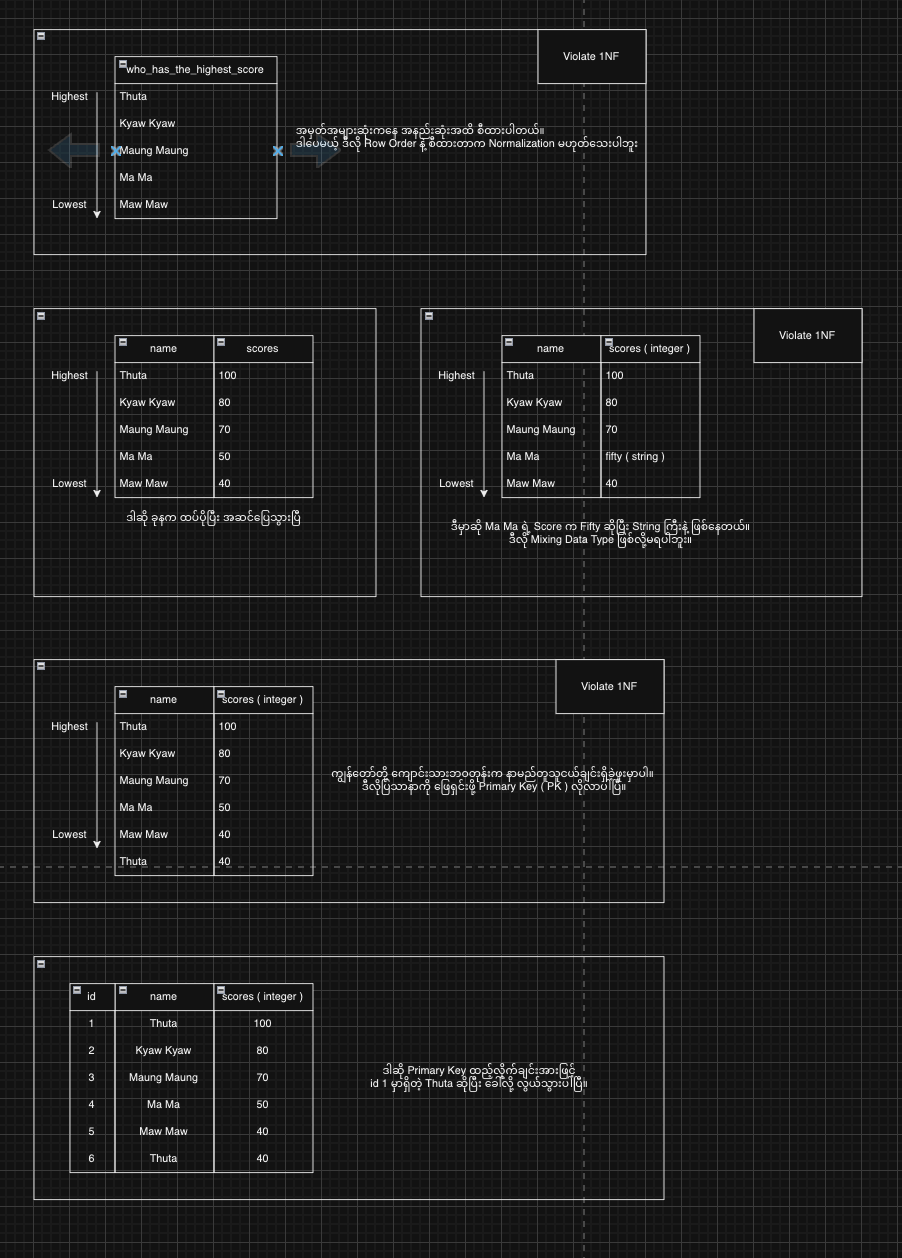 Violate 1NF
who_has_the_highest_score
Highest
Thuta
Kyaw Kyaw
Maung Maung
Ma Ma
Lowest
Maw Maw
အမှတ်အများဆုံးကနေ အနည်းဆုံးအထိ စီထားပါတယ်။
ဒါပေမယ့် ဒီလို Row Order နဲ့ စီထားတာက Normalization မဟုတ်သေးပါဘူး
name scores
Highest
Thuta 100
Kyaw Kyaw 80
Maung Maung 70
Ma Ma 50
Lowest
Maw Maw 40
ဒါဆို ခုနက ထပ်ပိုပြီး အဆင်ပြေသွားပြီ
Violate 1NF
name scores ( integer )
Highest
Thuta 100
Kyaw Kyaw 80
Maung Maung 70
Ma Ma fifty ( string )
Lowest
Maw Maw 40
ဒီမှာဆို Ma Ma ရဲ့ Score က Fifty ဆိုပြီး String ကြီးနဲ့ ဖြစ်နေတယ်။
ဒီလို Mixing Data Type ဖြစ်လို့မရပါဘူး။
Violate 1NF
name scores ( integer )
Highest
Thuta 100
Kyaw Kyaw 80
Maung Maung 70
Ma Ma 50
Lowest
Maw Maw 40
Thuta 40
ကျွန်တော်တို့ ကျောင်းသားဘဝတုန်းက နာမည်တူသူငယ်ချင်းရှိခဲ့ဖူးမှာပါ။
ဒီလိုပြသာနာကို ဖြေရှင်းဖို့ Primary Key ( PK ) လိုလာပါပြီ။
id name scores ( integer )
1 Thuta 100
2 Kyaw Kyaw 80
3 Maung Maung 70
4 Ma Ma 50
5 Maw Maw 40
6 Thuta 40
ဒါဆို Primary Key ထည့်လိုက်ချင်းအားဖြင့်
id 1 မှာရှိတဲ့ Thuta ဆိုပြီး ခေါ်လို့ လွယ်သွားပါပြီ။